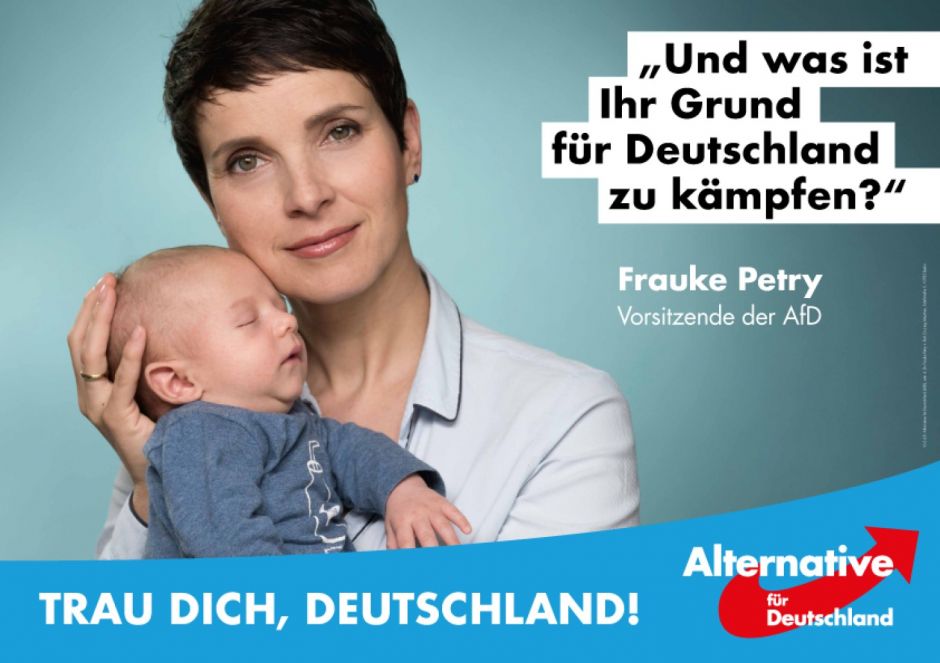 „Und was ist
Ihr Grund
für Deutschland
zu kämpfen?“
Frauke Petry
Vorsitzende der AfD
TRAU DICH, DEUTSCHLAND!
Alternative
für
Deutschland